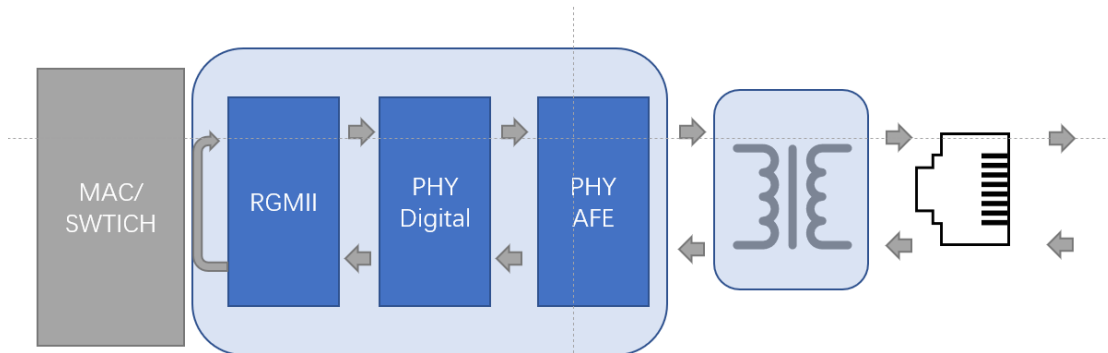 MAC/
SWTICH
RGMII
PHY
Digital
PHY
AFE